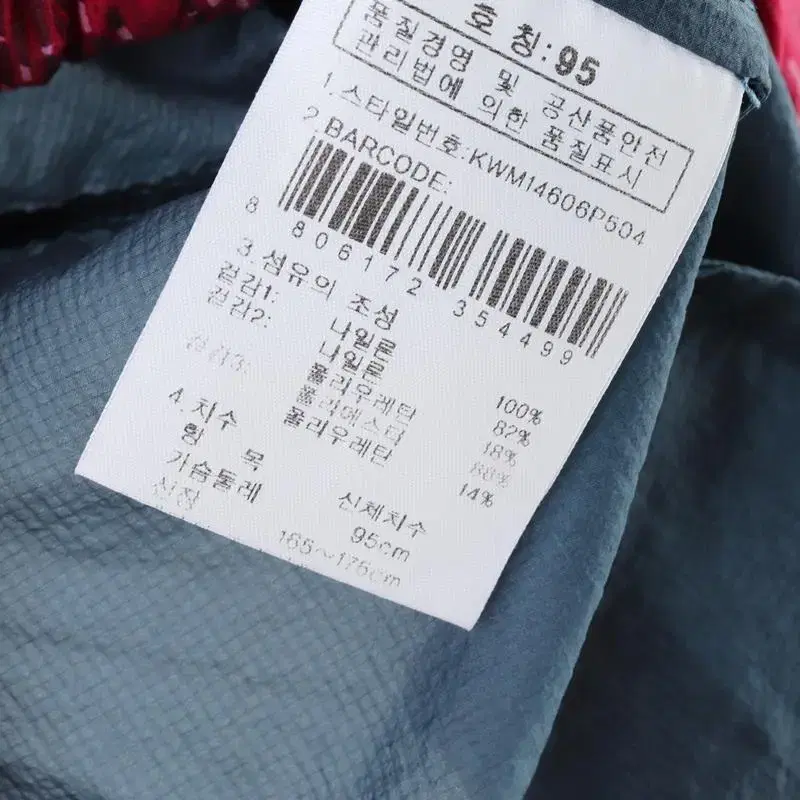 호 칭:95
품질경영 및 공산품안전
관리법에 의한 품질표시
1.스타일번호:KWM14606P504
2.BARCODE:
8 806172 354499
3.섬유의 조성
겉감1: 나일론 100%
겉감2: 나일론 82%
폴리우레탄 18%
겉감3: 폴리에스터
폴리우레탄 14%
4.치수
항 목 신체치수
가슴둘레 95cm
신장 165~176cm